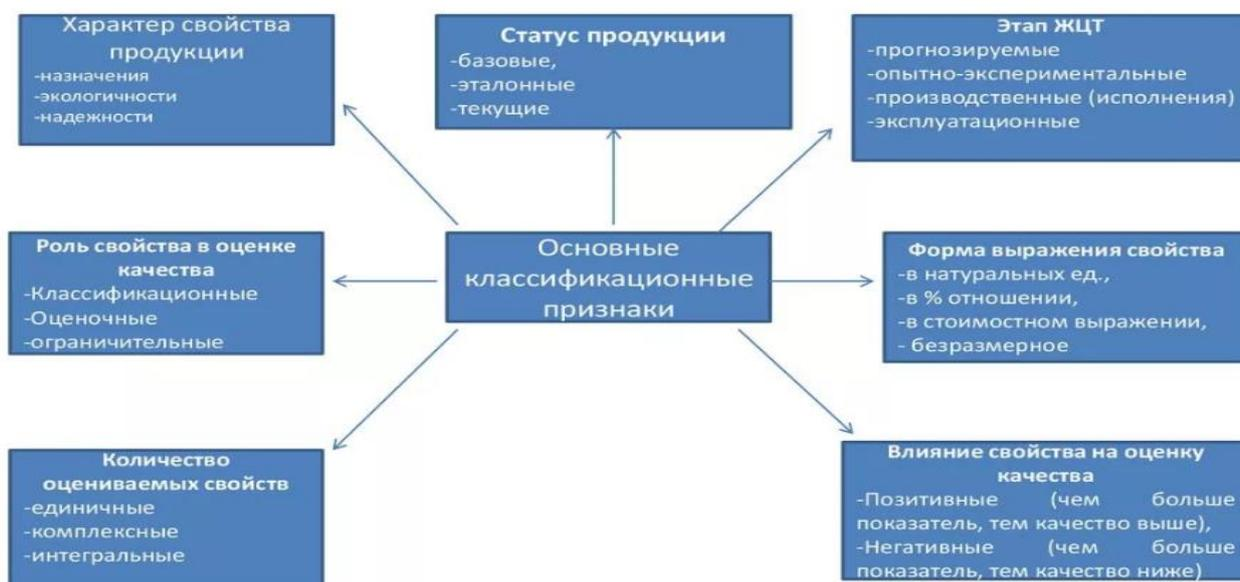 Характер свойства
продукции
-назначения
-экологичности
-надежности
Статус продукции
-базовые,
-эталонные
-текущие
Этап ЖЦТ
-прогнозируемые
-опытно-экспериментальные
-производственные (исполнения)
-эксплуатационные
Роль свойства в оценке
качества
-Классификационные
-Оценочные
-ограничительные
Основные
классификационные
признаки
Форма выражения свойства
-в натуральных ед.,
-в % отношении,
-в стоимостном выражении,
- безразмерное
Количество
оцениваемых свойств
-единичные
-комплексные
-интегральные
Влияние свойства на оценку
качества
-Позитивные (чем больше
показатель, тем качество выше),
-Негативные (чем больше
показатель, тем качество ниже)